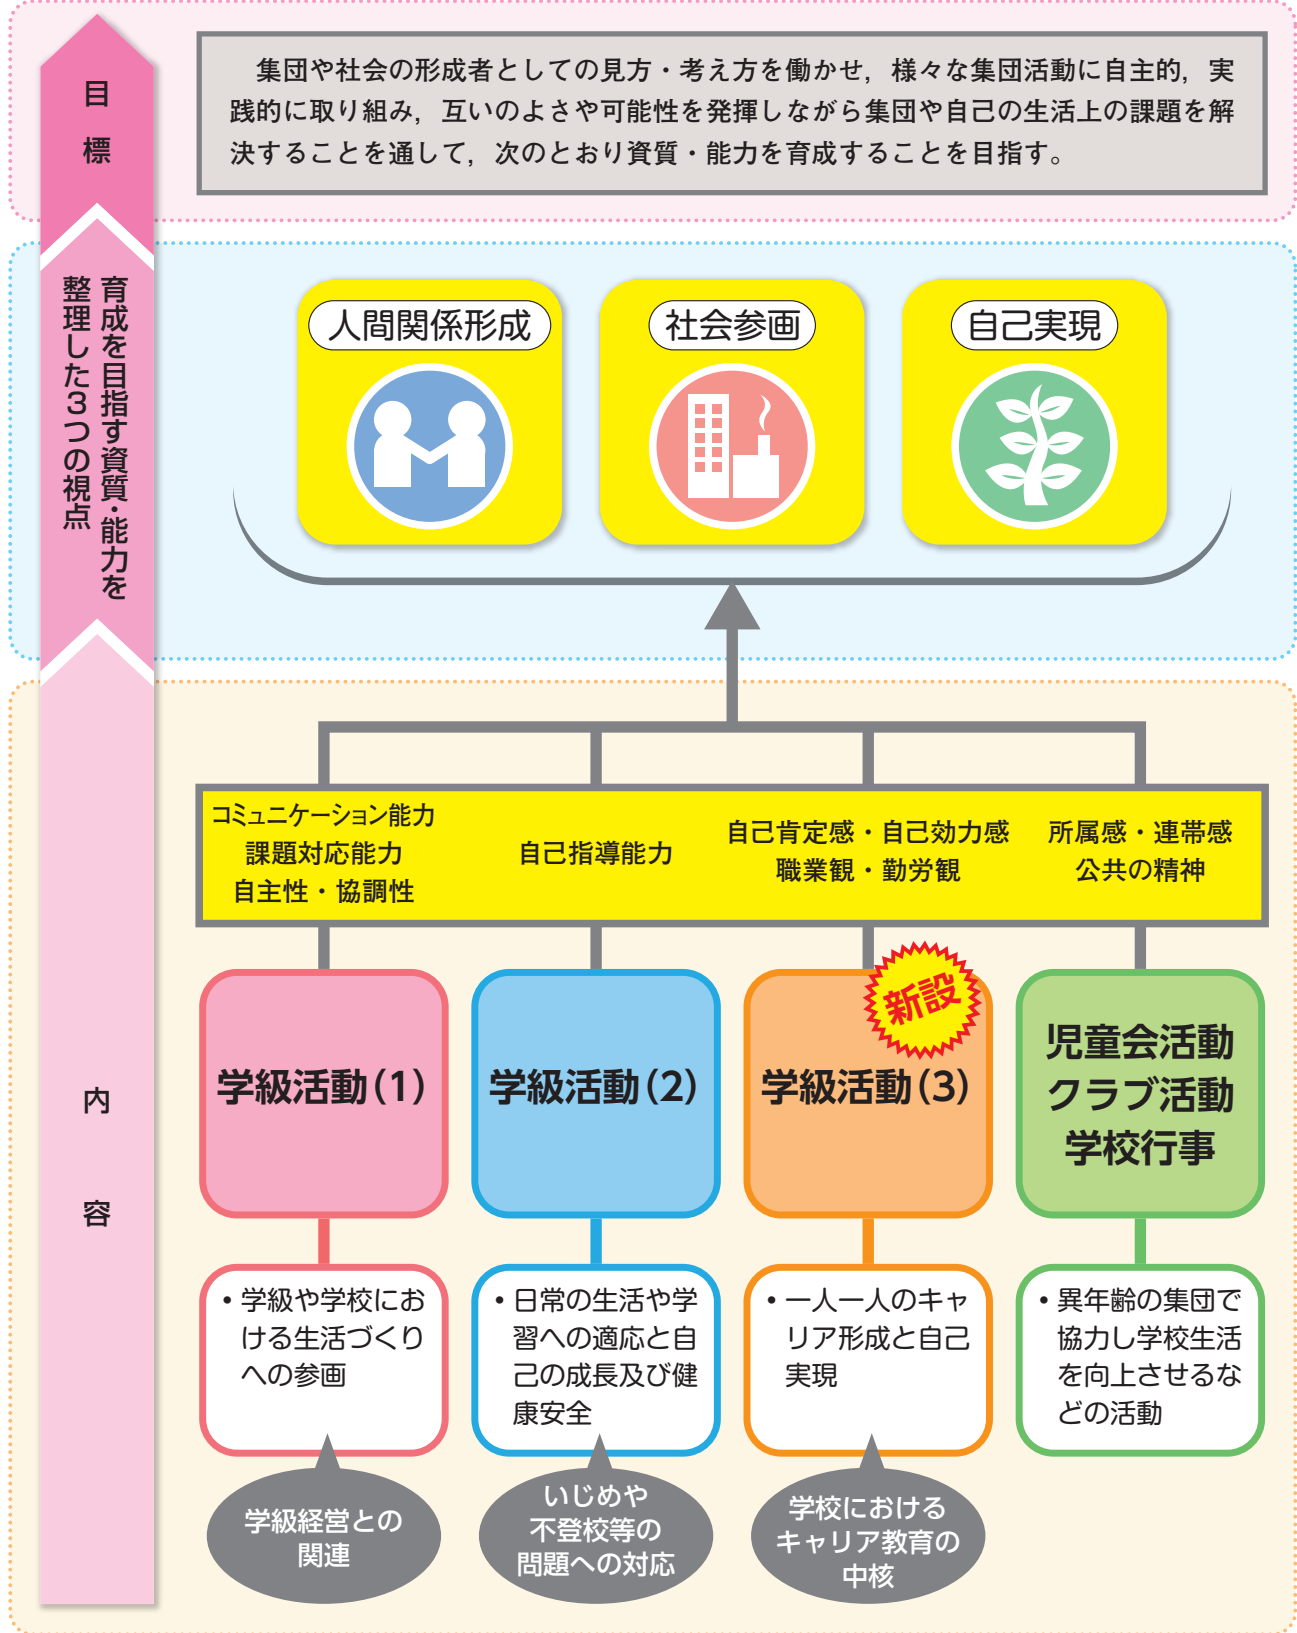 目標
集団や社会の形成者としての見方・考え方を働かせ，様々な集団活動に自主的，実
践的に取り組み，互いのよさや可能性を発揮しながら集団や自己の生活上の課題を解
決することを通して，次のとおり資質・能力を育成することを目指す。
育成を目指す資質・能力を
整理した３つの視点
人間関係形成
社会参画
自己実現
内容
コミュニケーション能力
課題対応能力
自主性・協調性
自己指導能力
自己肯定感・自己効力感
職業観・勤労観
所属感・連帯感
公共の精神
学級活動(1)
学級活動(2)
新設
学級活動(3)
児童会活動
クラブ活動
学校行事
・学級や学校にお
ける生活づくり
への参画
・日常の生活や学
習への適応と自
己の成長及び健
康安全
・一人一人のキャ
リア形成と自己
実現
・異年齢の集団で
協力し学校生活
を向上させるな
どの活動
学級経営との
関連
いじめや
不登校等の
問題への対応
学校における
キャリア教育の
中核